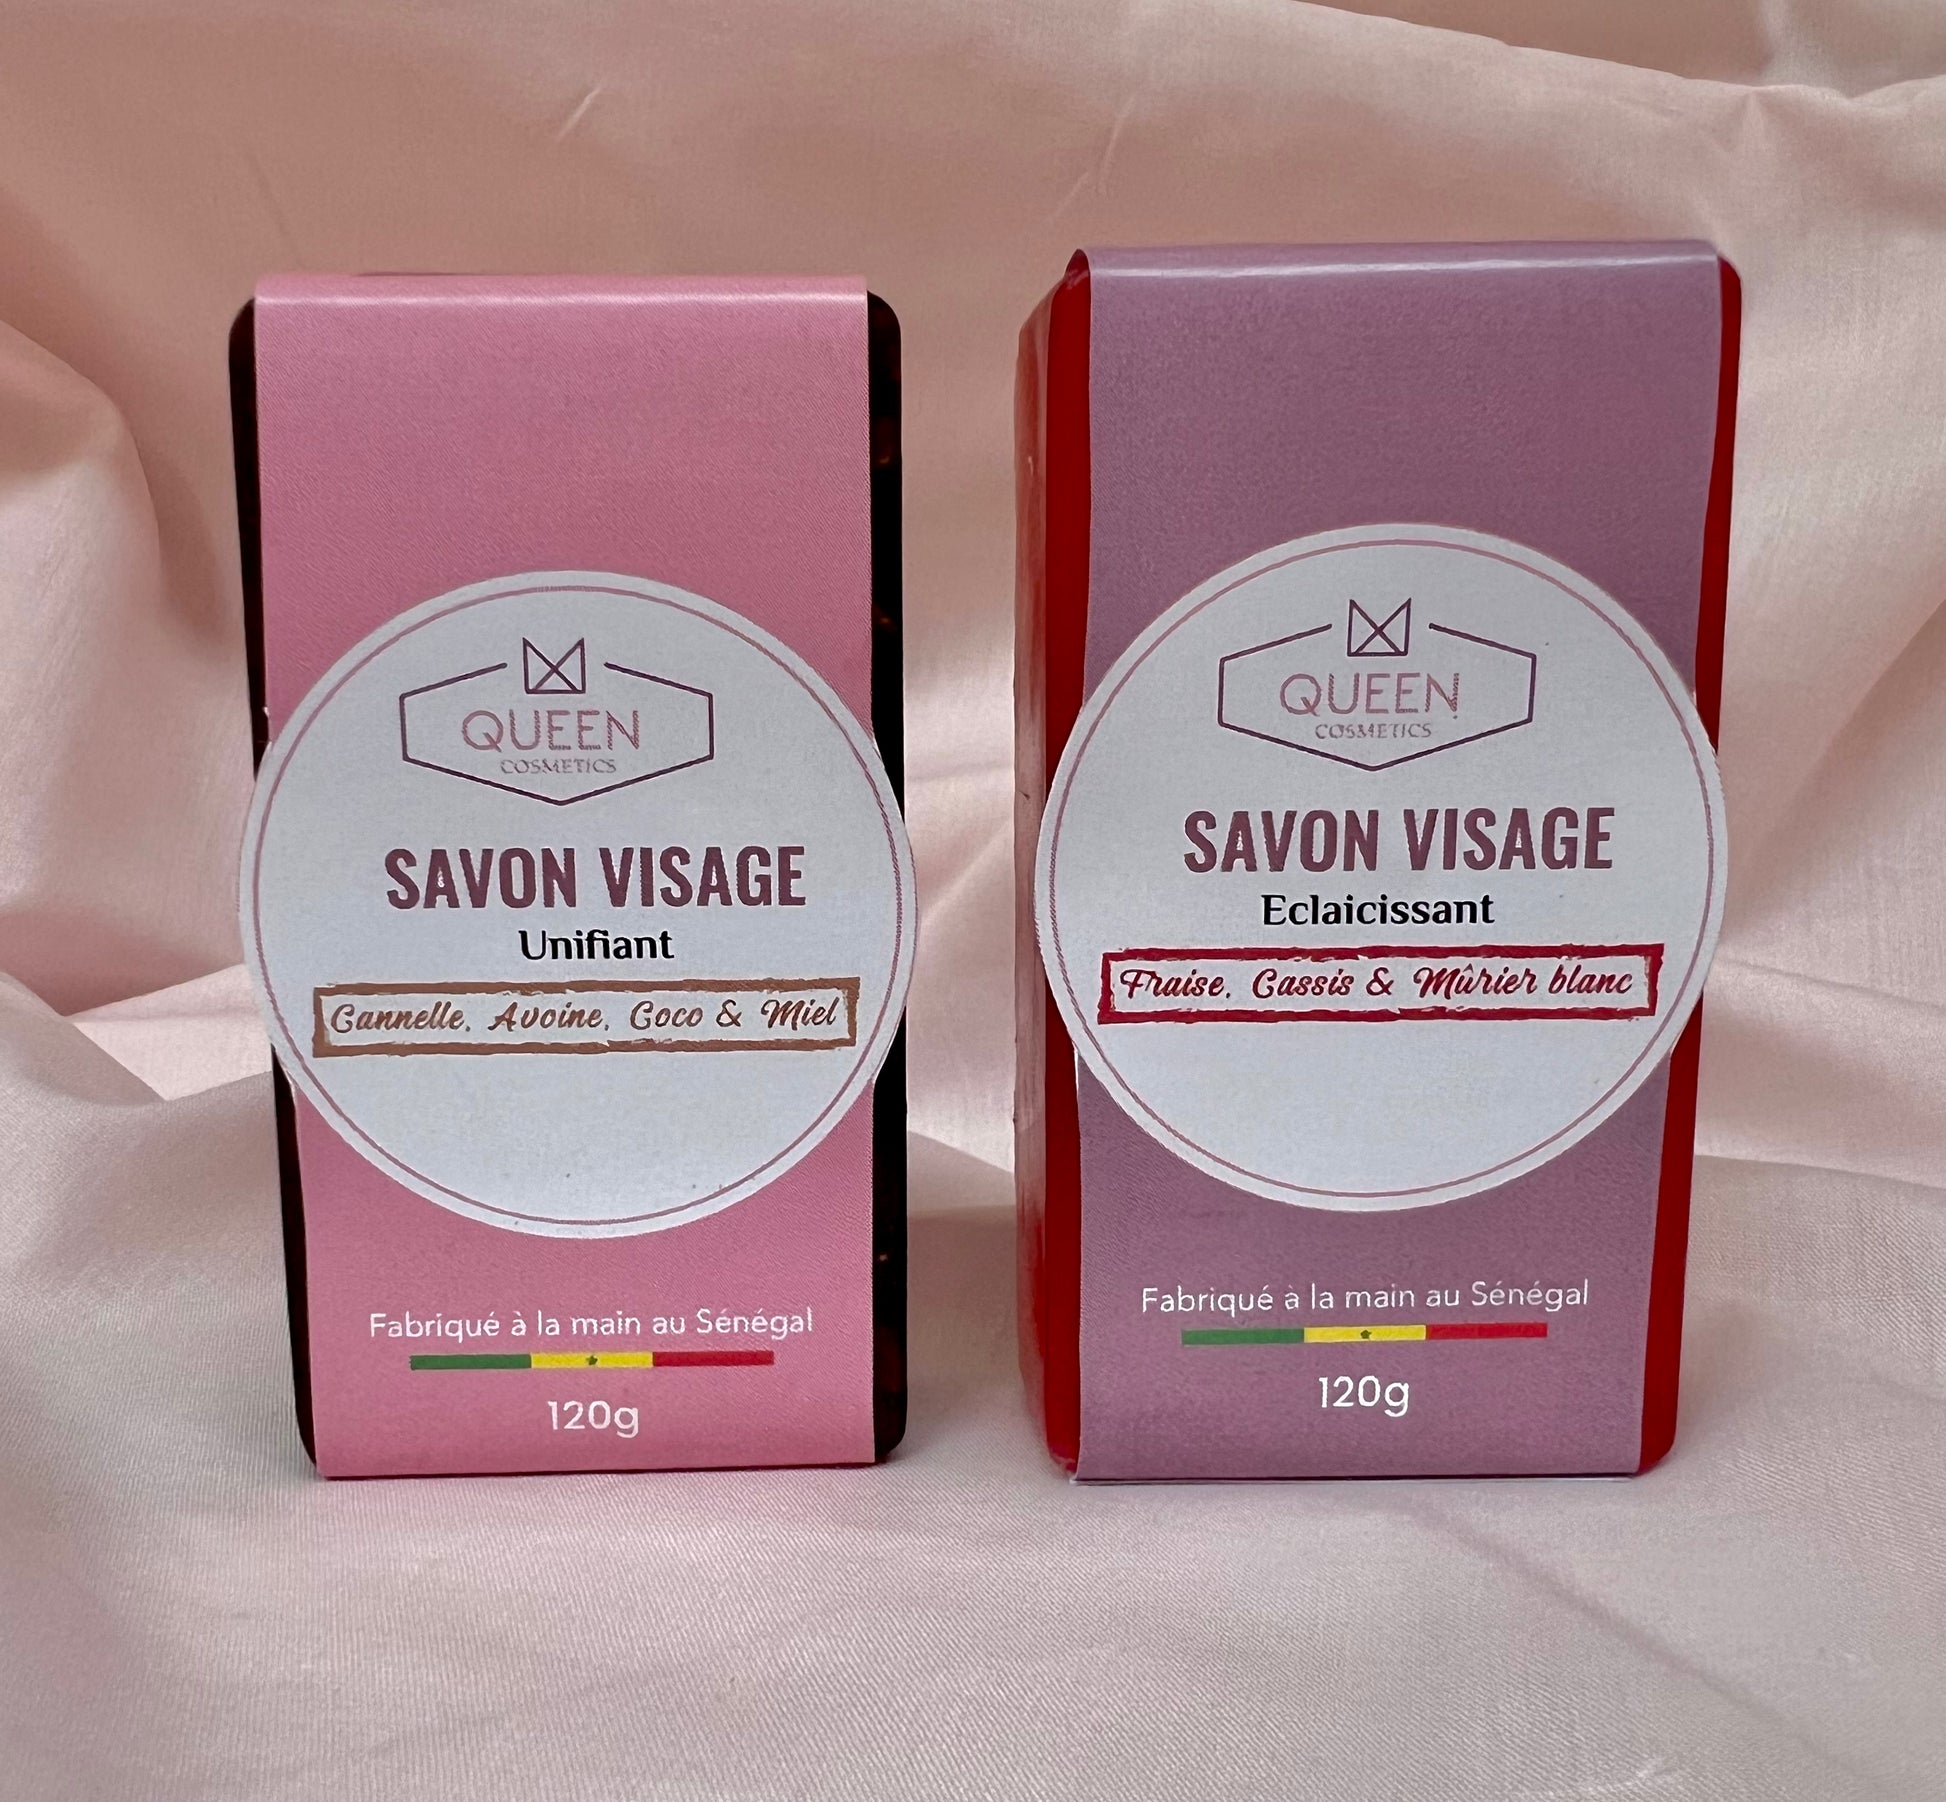 QUEEN
COSMETICS
SAVON VISAGE
Unifiant
Cannelle, Avoine, Coco & Miel
Fabriqué à la main au Sénégal
120g
QUEEN
COSMETICS
SAVON VISAGE
Eclaicissant
Fraise, Cassis & Mûrier blanc
Fabriqué à la main au Sénégal
120g